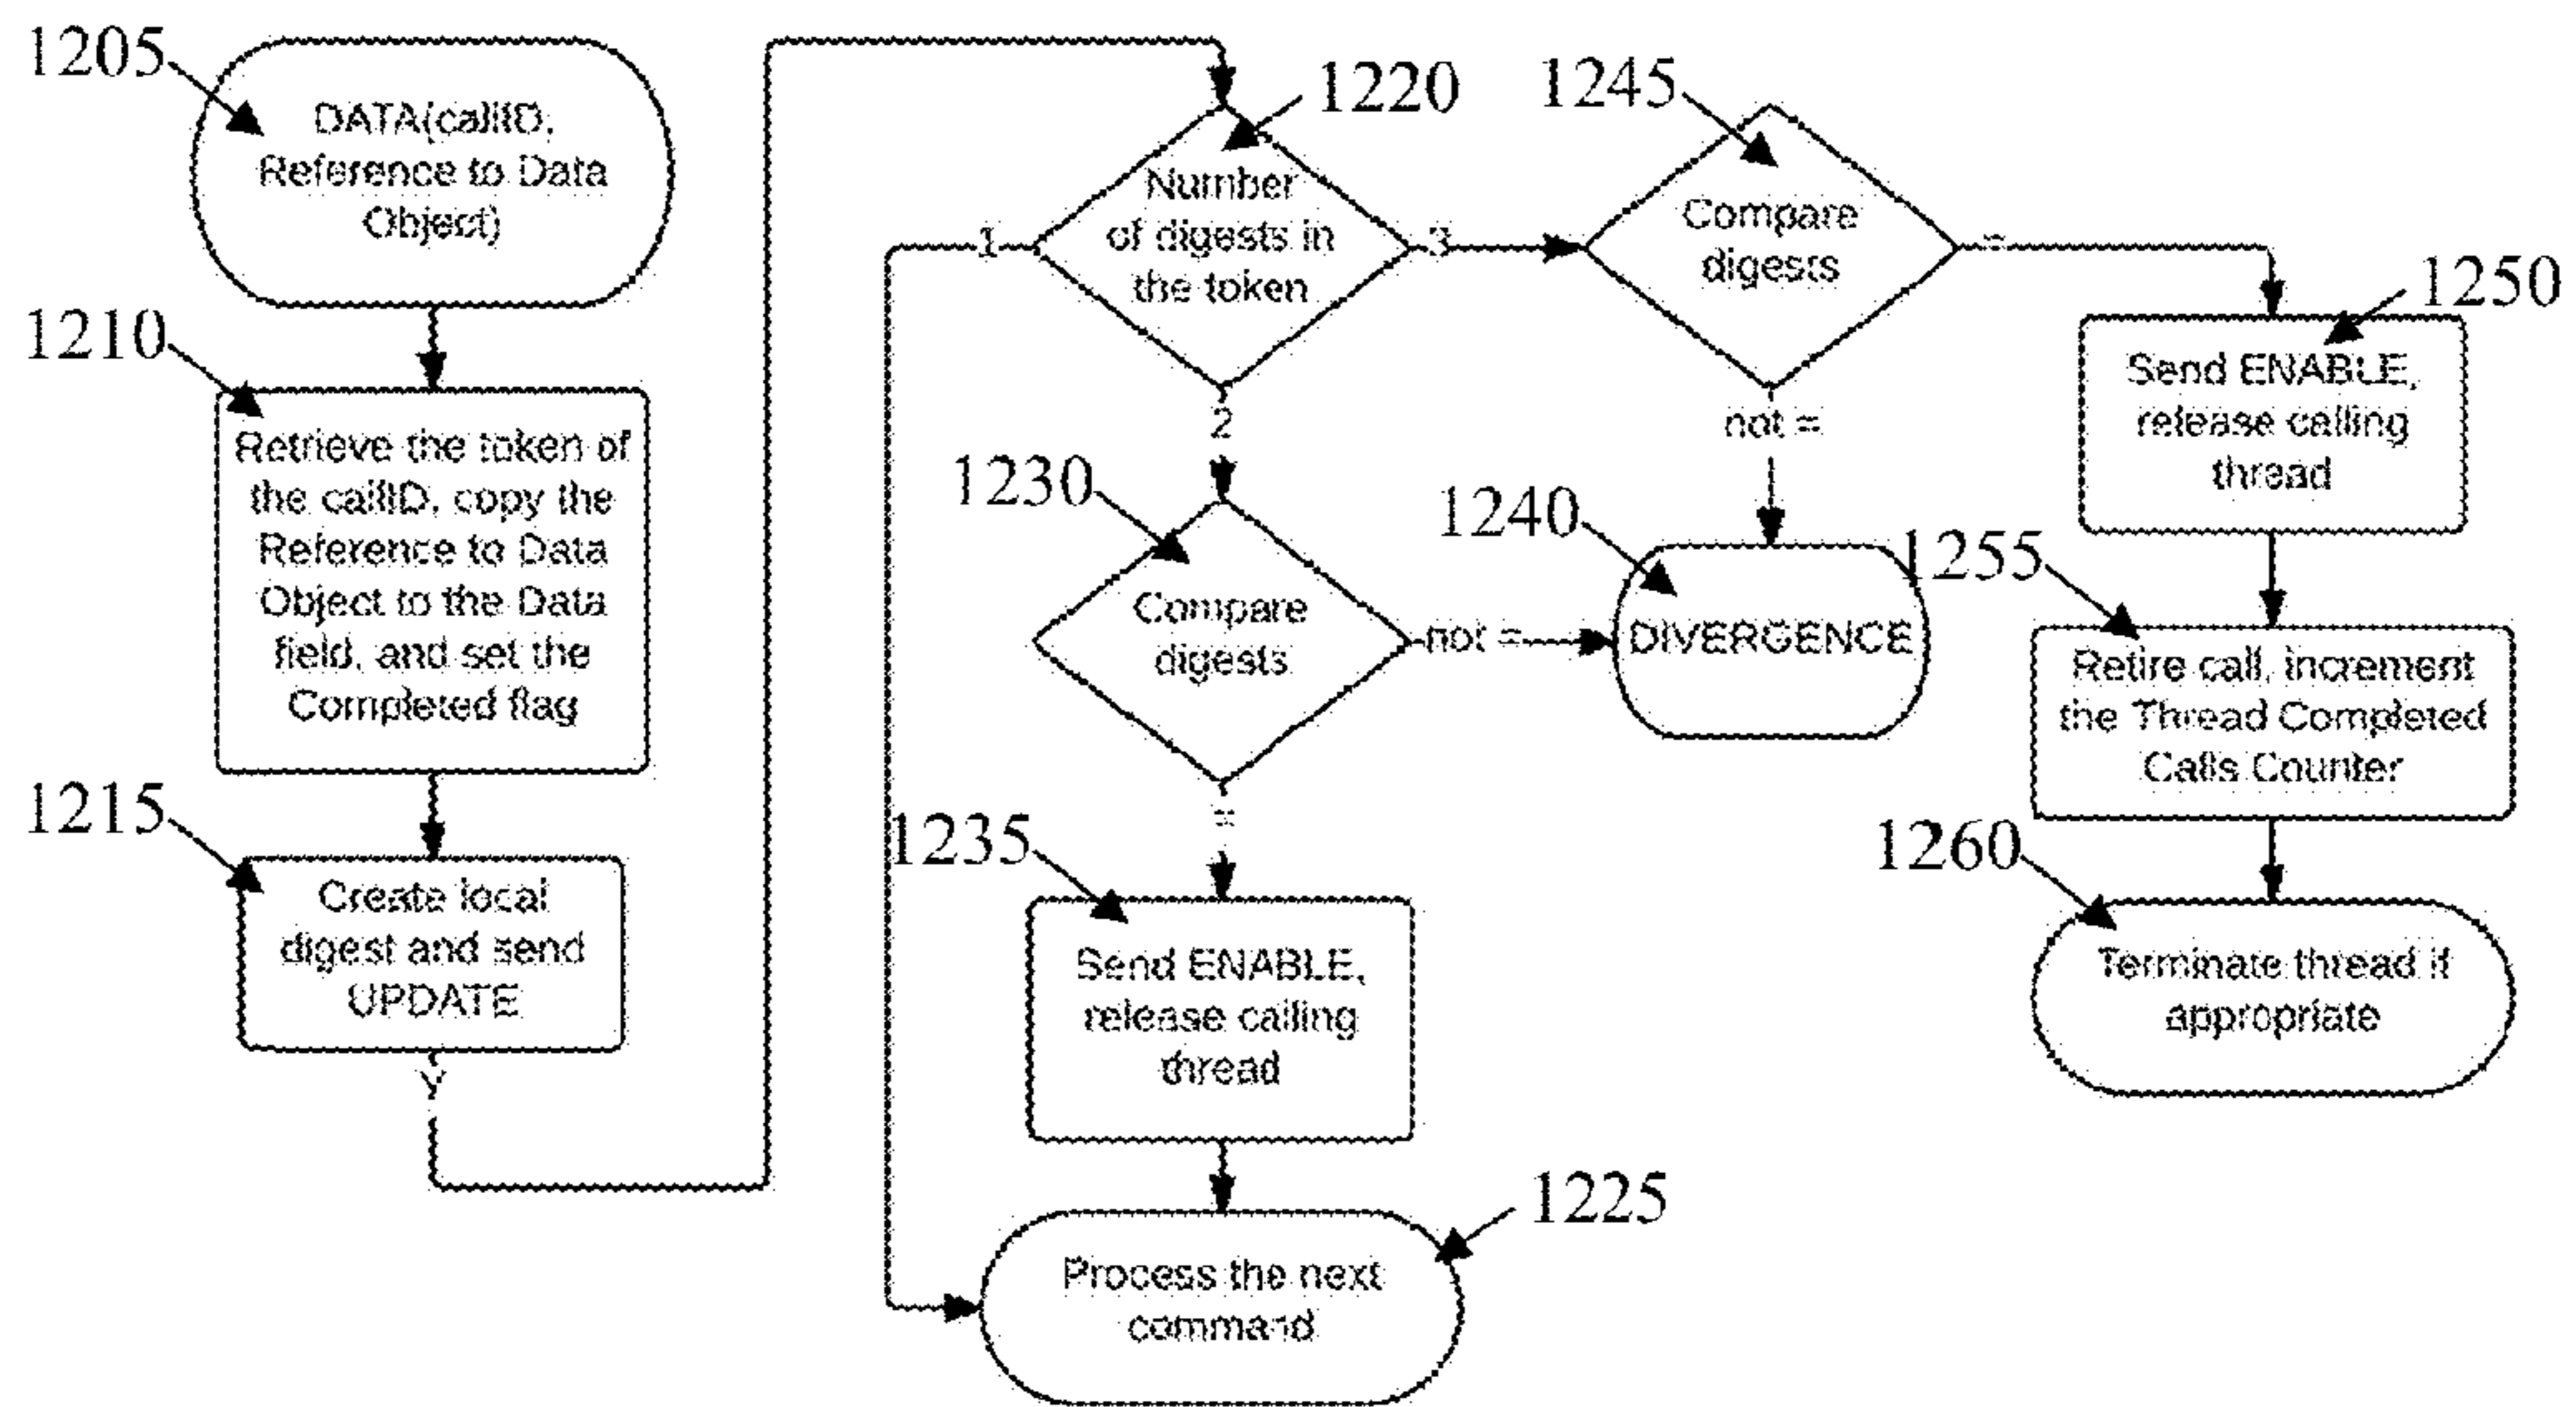 1205
DATA(callID,
Reference to Data
Object)
1210
Retrieve the token of
the callID, copy the
Reference to Data
Object to the Data
field, and set the
Completed flag
1215
Create local
digest and send
UPDATE
Y
1220
Number
of digests in
the token
1
2
3
1245
Compare
digests
=
not =
1230
Compare
digests
not =
=
1240
DIVERGENCE
1235
Send ENABLE,
release calling
thread
1225
Process the next
command
1250
Send ENABLE,
release calling
thread
1255
Retire call, increment
the Thread Completed
Calls Counter
1260
Terminate thread if
appropriate